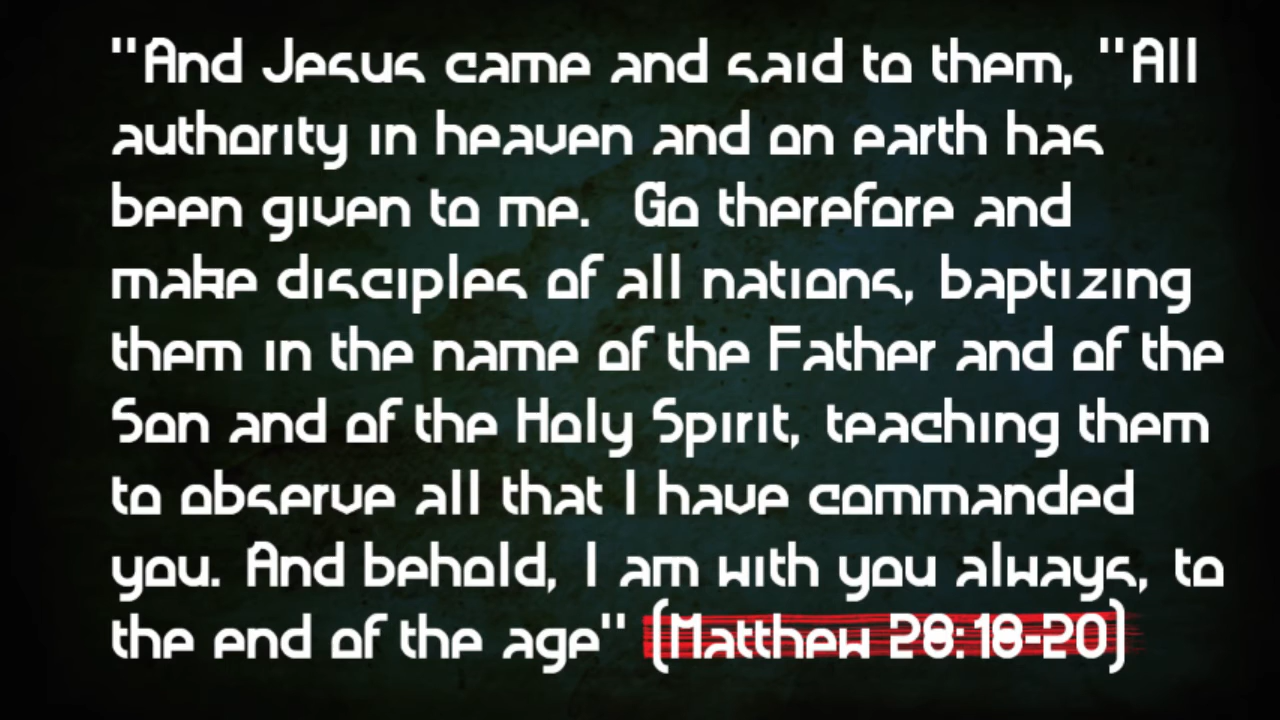 "And Jesus came and said to them, "All
authority in heaven and on earth has
been given to me.  Go therefore and
make disciples of all nations, baptizing
them in the name of the Father and of the
Son and of the Holy Spirit, teaching them
to observe all that I have commanded
you. And behold, I am with you always, to
the end of the age" (Matthew 28:18-20)